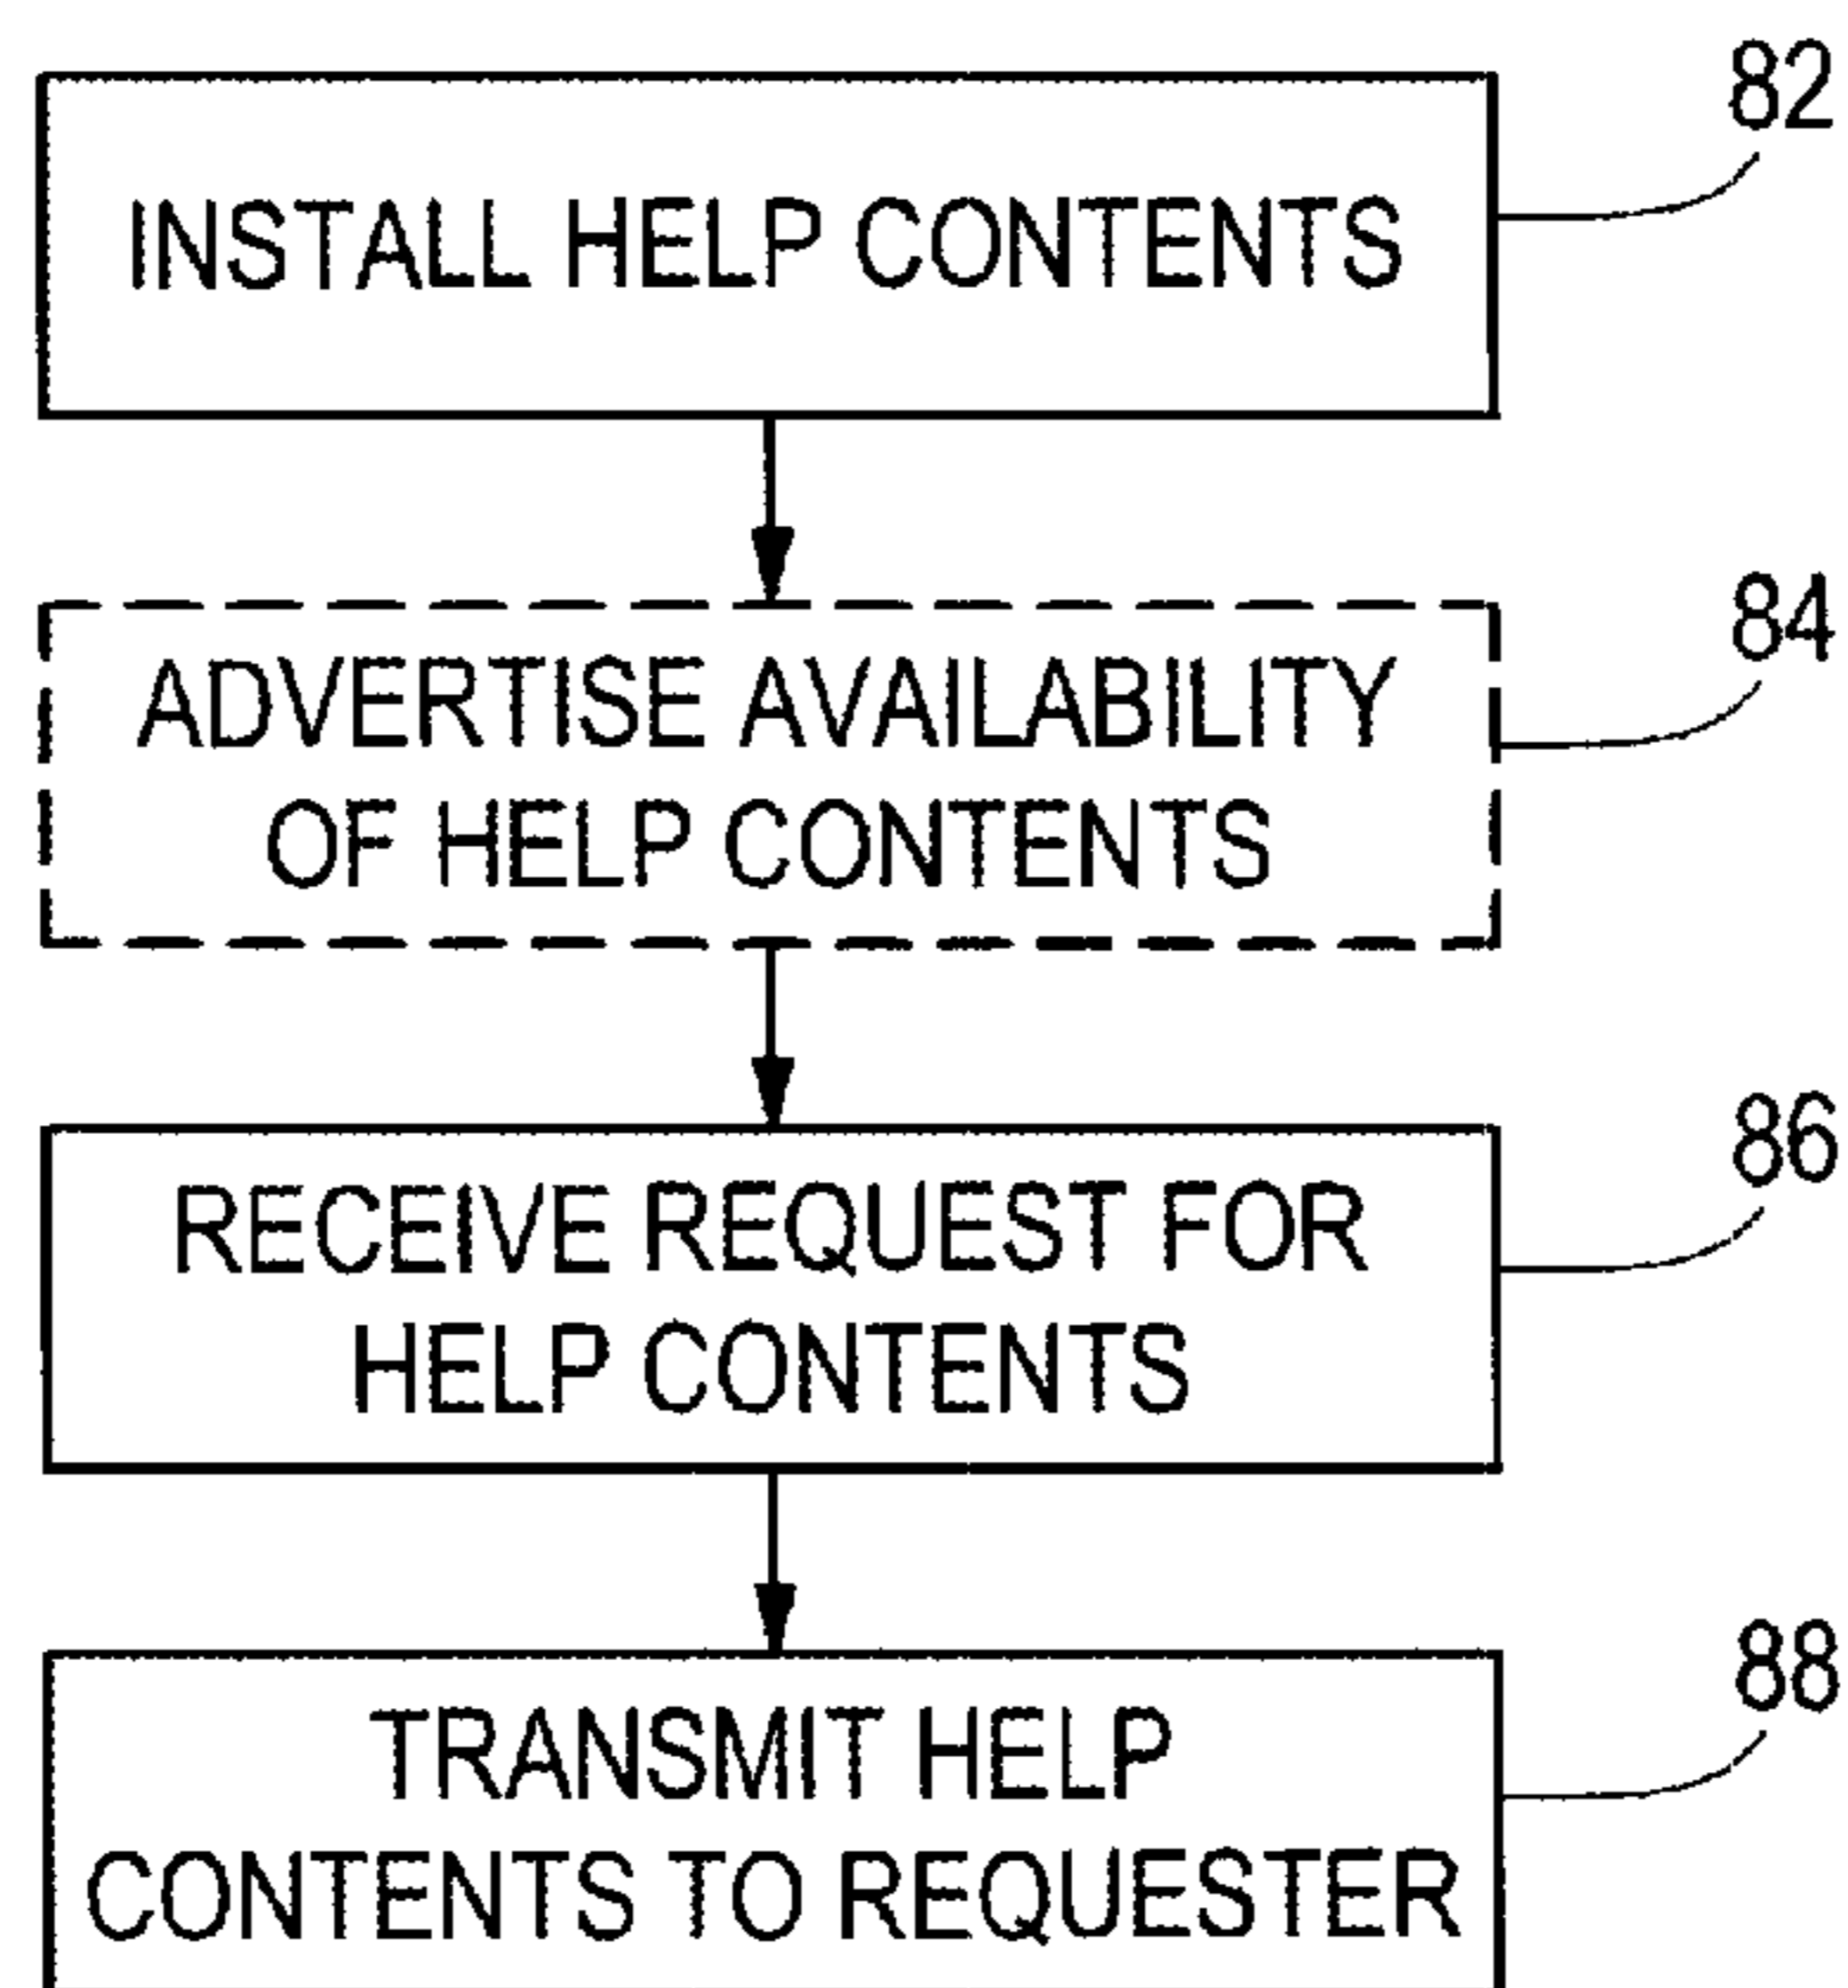 82
INSTALL HELP CONTENTS
84
ADVERTISE AVAILABILITY
OF HELP CONTENTS
86
RECEIVE REQUEST FOR
HELP CONTENTS
88
TRANSMIT HELP
CONTENTS TO REQUESTER